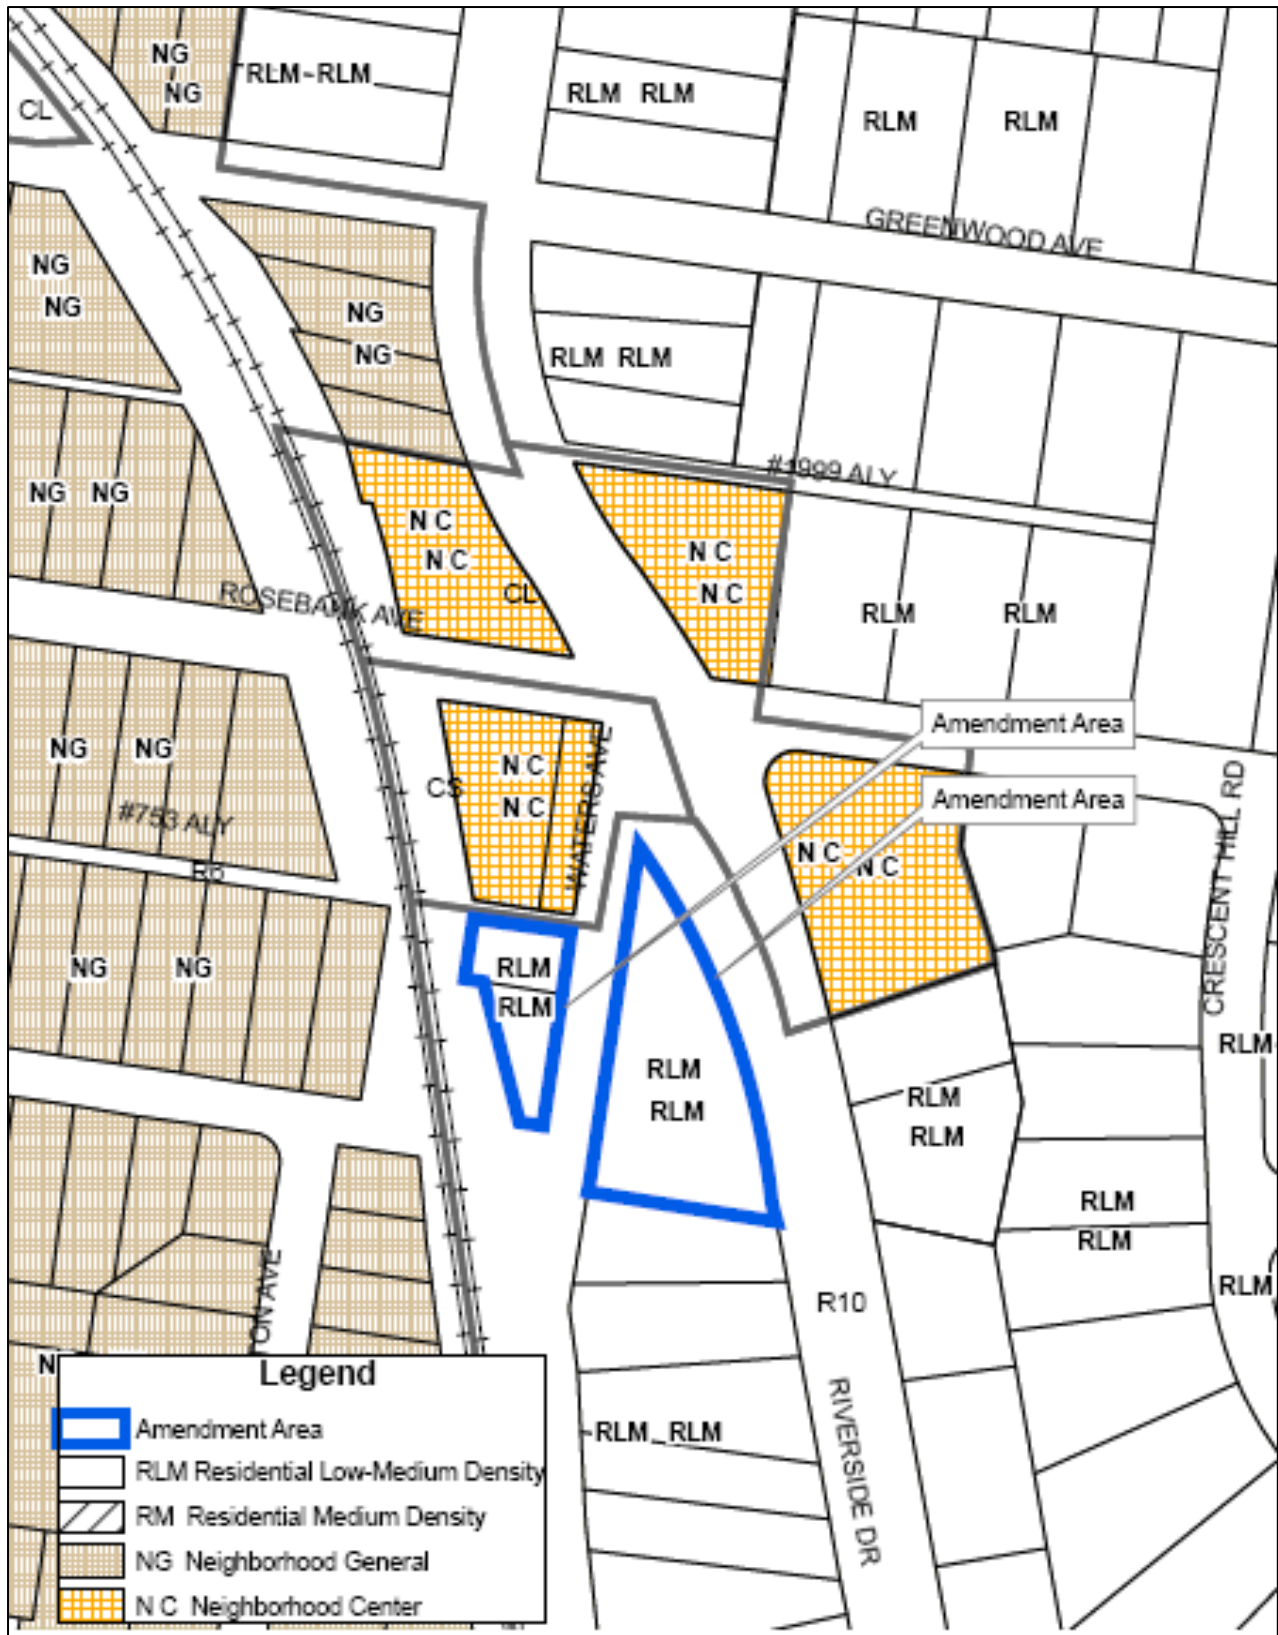 NG
NG
RLM-RLM
RLM RLM
RLM
RLM
CL
GREENWOOD AVE
NG
NG
NG
NG
RLM RLM
#1999 ALY
NG NG
N C
N C
CL
N C
N C
ROSEBANK AVE
RLM
RLM
Amendment Area
NG
NG
N C
N C
CS
WATERS AVE
Amendment Area
#753 ALY
CRESCENT HILL RD
N C
N C
NG
NG
RLM
RLM
RLM
RLM
RLM
RLM
RLM
RLM
RLM
RLM
R10
RIVERSIDE DR
RLM RLM
Legend
Amendment Area
RLM Residential Low-Medium Density
RM Residential Medium Density
NG Neighborhood General
N C Neighborhood Center